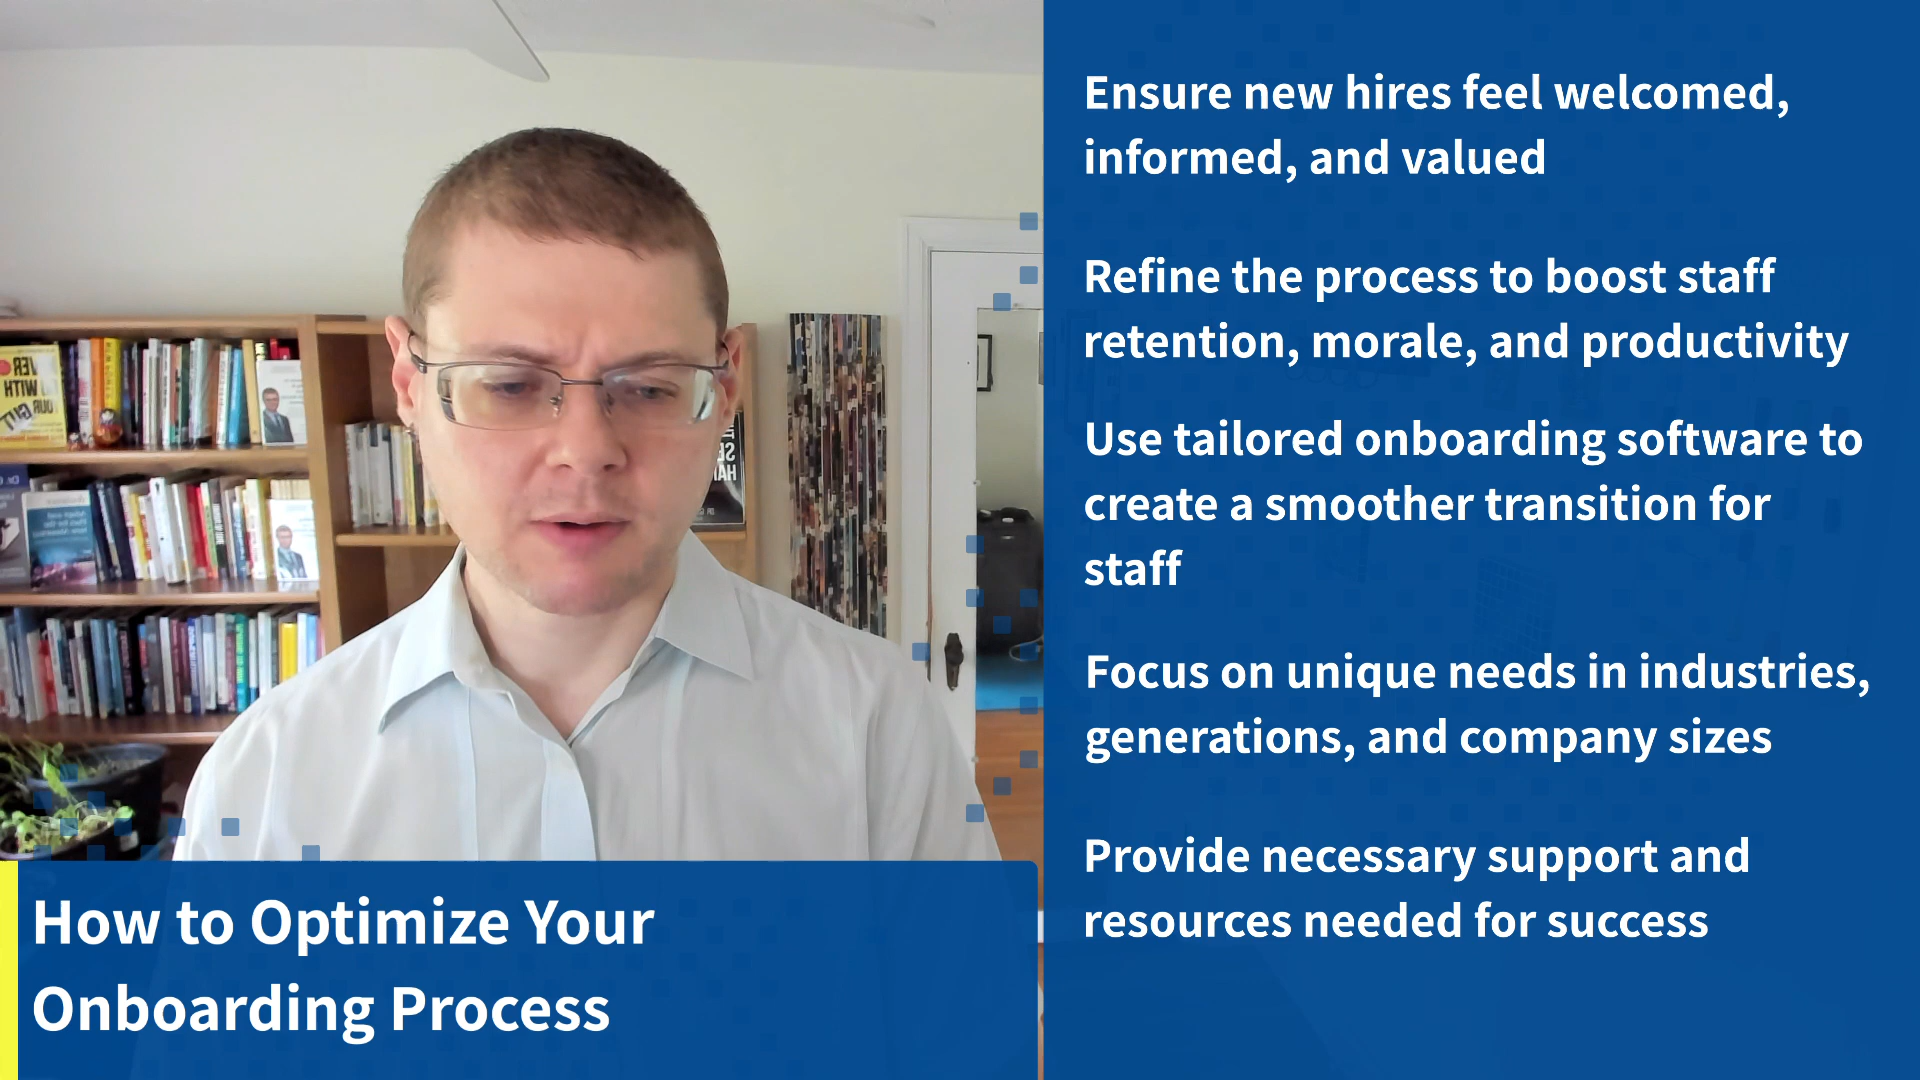 Ensure new hires feel welcomed,
informed, and valued
Refine the process to boost staff
retention, morale, and productivity
Use tailored onboarding software to
create a smoother transition for
staff
Focus on unique needs in industries,
generations, and company sizes
Provide necessary support and
resources needed for success
How to Optimize Your
Onboarding Process